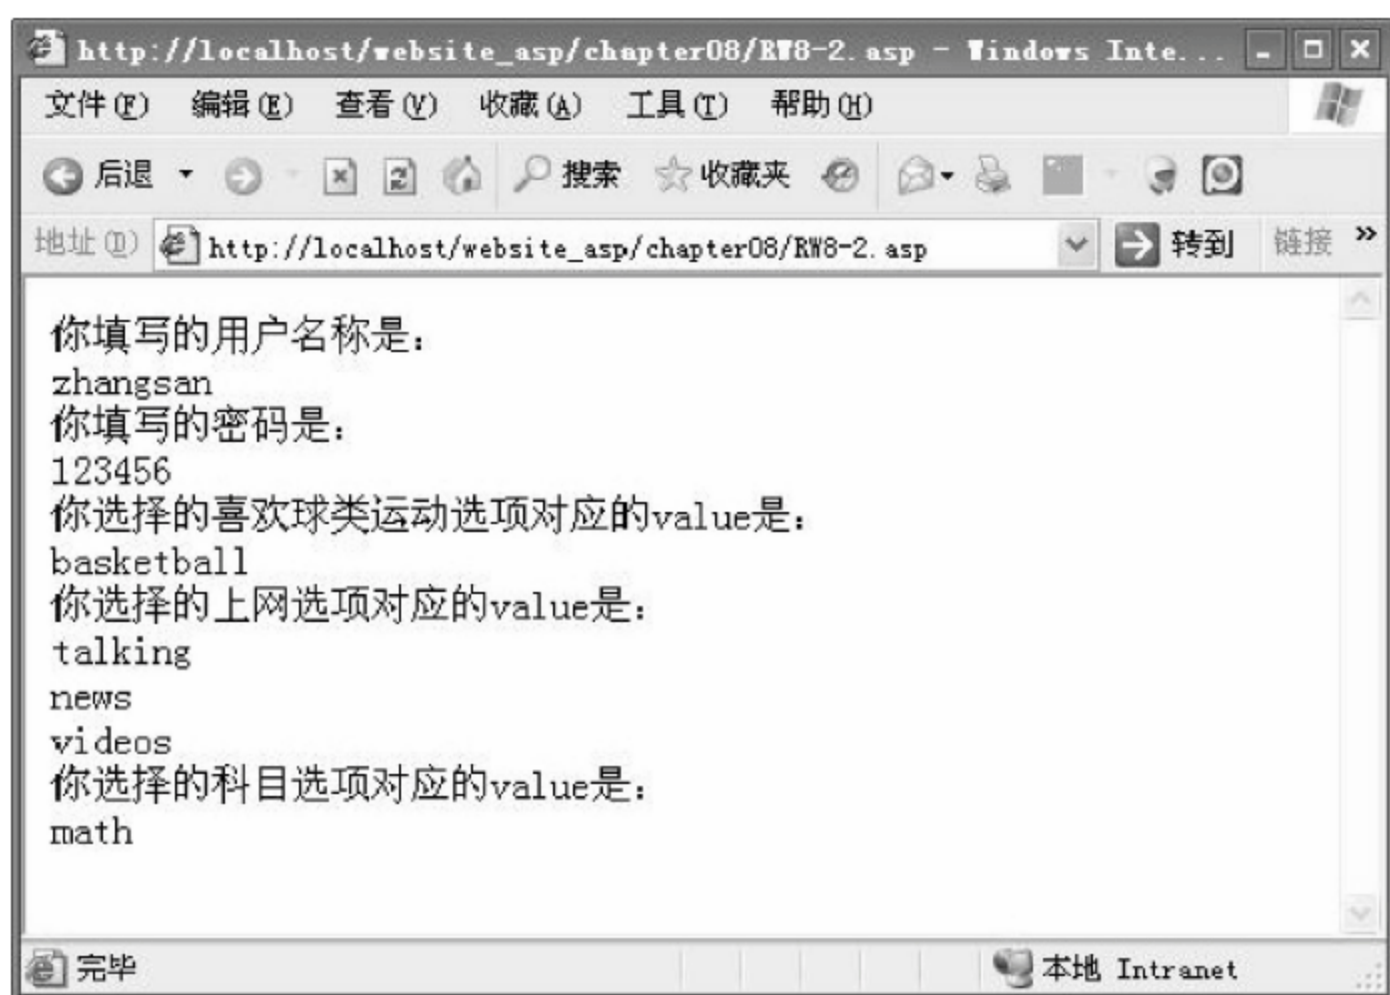 http://localhost/website_asp/chapter08/RW8-2.asp - Windows Inte...
文件(F) 编辑(E) 查看(V) 收藏(A) 工具(T) 帮助(H)
后退 搜索 收藏夹
地址(D) http://localhost/website_asp/chapter08/RW8-2.asp 转到 链接 »
你填写的用户名称是：
zhangsan
你填写的密码是：
123456
你选择的喜欢球类运动选项对应的value是：
basketball
你选择的上网选项对应的value是：
talking
news
videos
你选择的科目选项对应的value是：
math
完毕 本地 Intranet